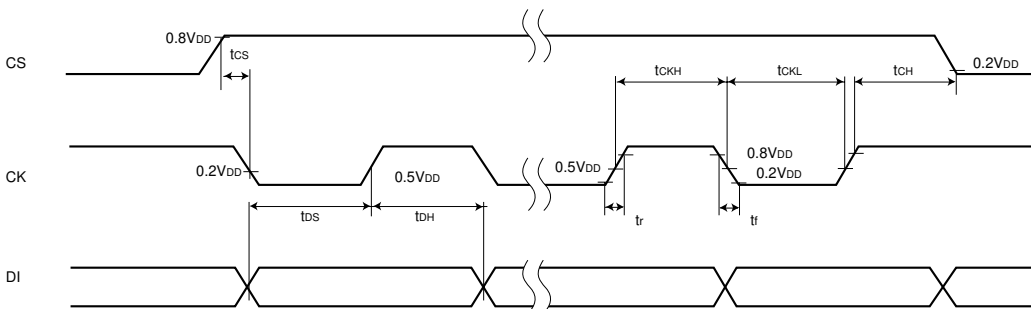 0.8VDD
tCS
tCKH
tCKL
tCH
0.2VDD
CS
0.2VDD
0.5VDD
0.5VDD
0.8VDD
0.2VDD
CK
tDS
tDH
tr
tf
DI